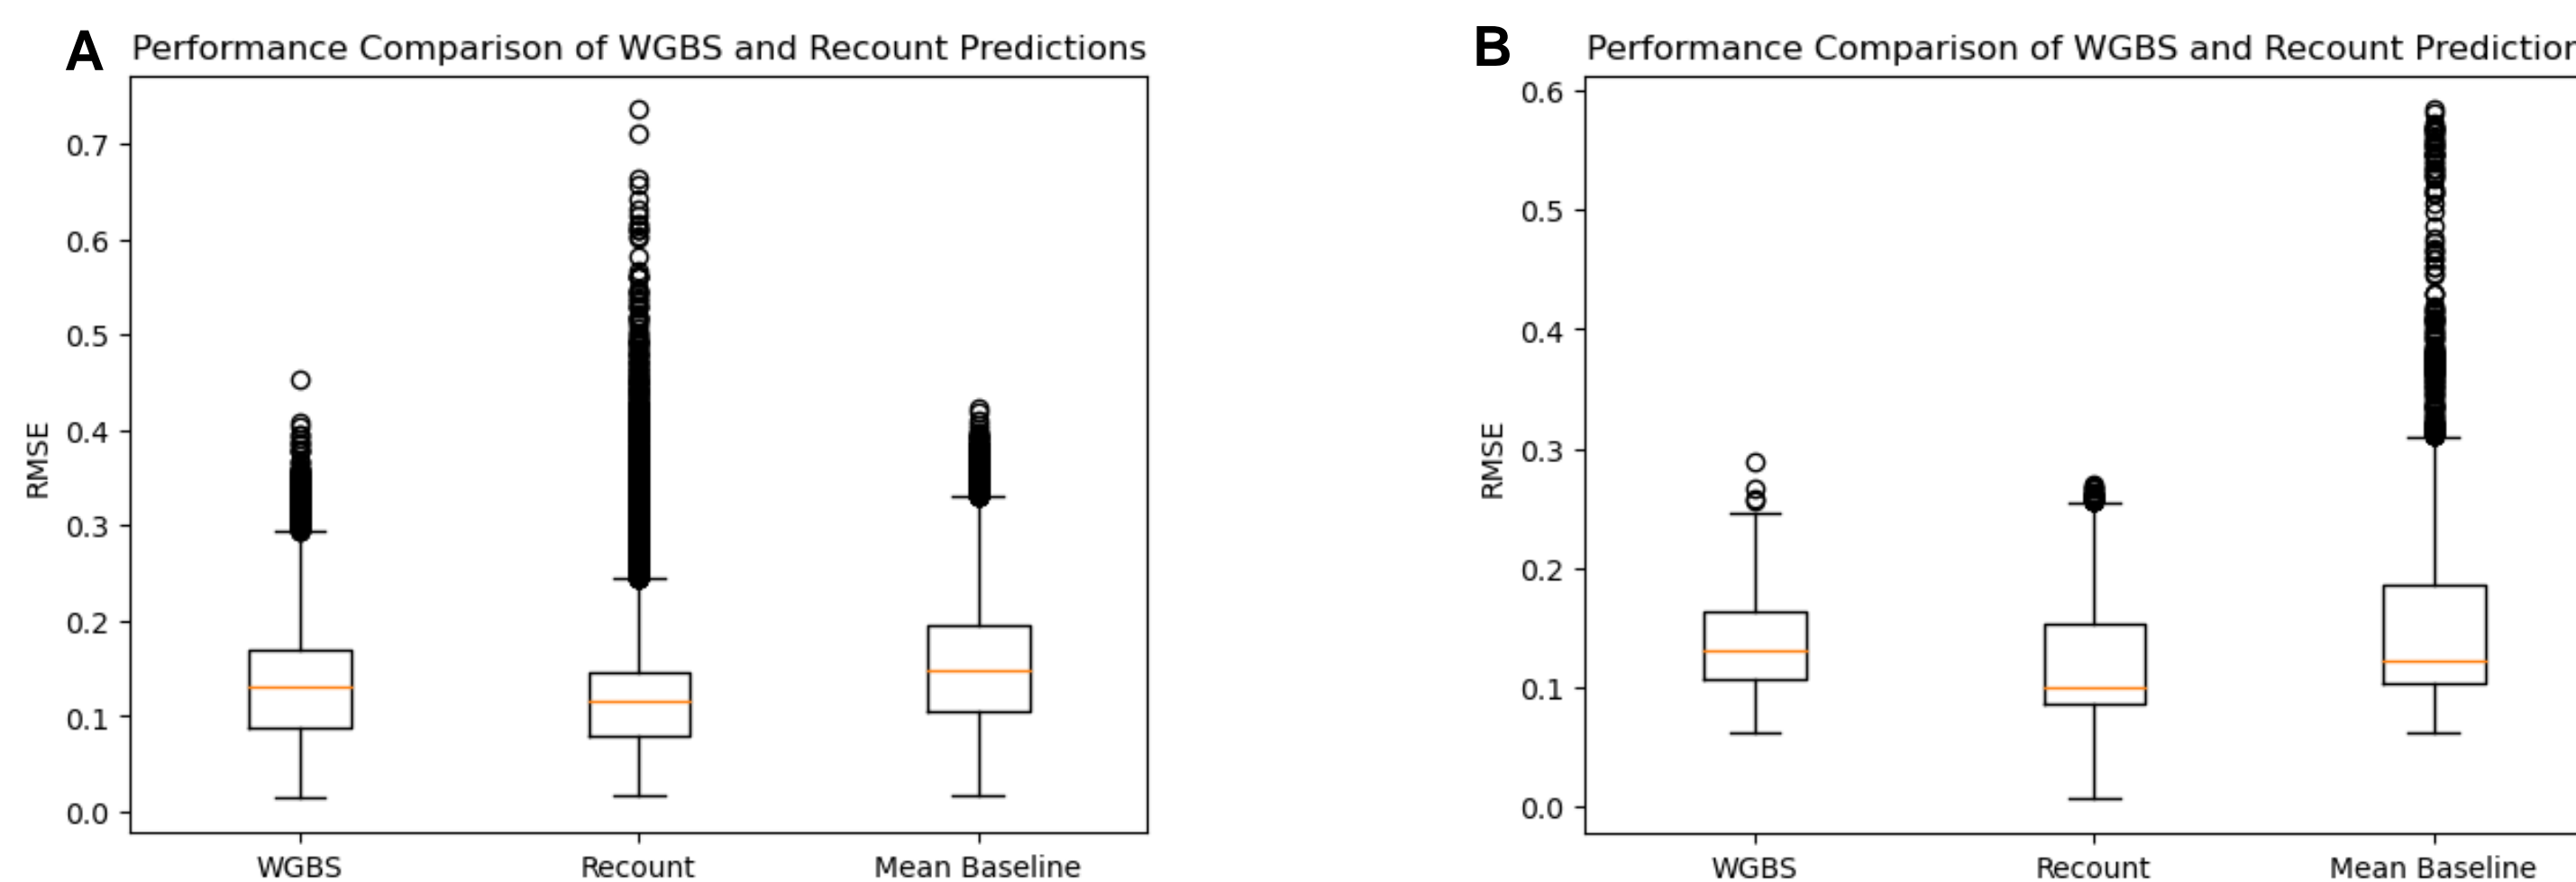 A Performance Comparison of WGBS and Recount Predictions
RMSE
0.7
0.6
0.5
0.4
0.3
0.2
0.1
0.0
WGBS Recount Mean Baseline
B Performance Comparison of WGBS and Recount Prediction
RMSE
0.6
0.5
0.4
0.3
0.2
0.1
0.0
WGBS Recount Mean Baseline